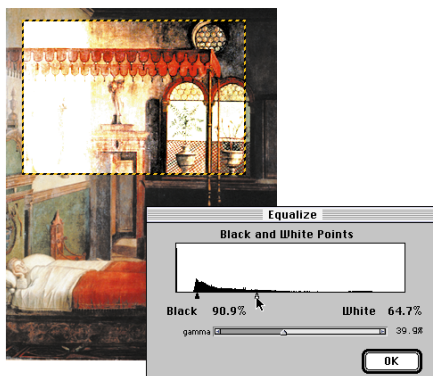 Equalize
Black and White Points
Black 90.9% White 64.7%
gamma 39.9%
OK